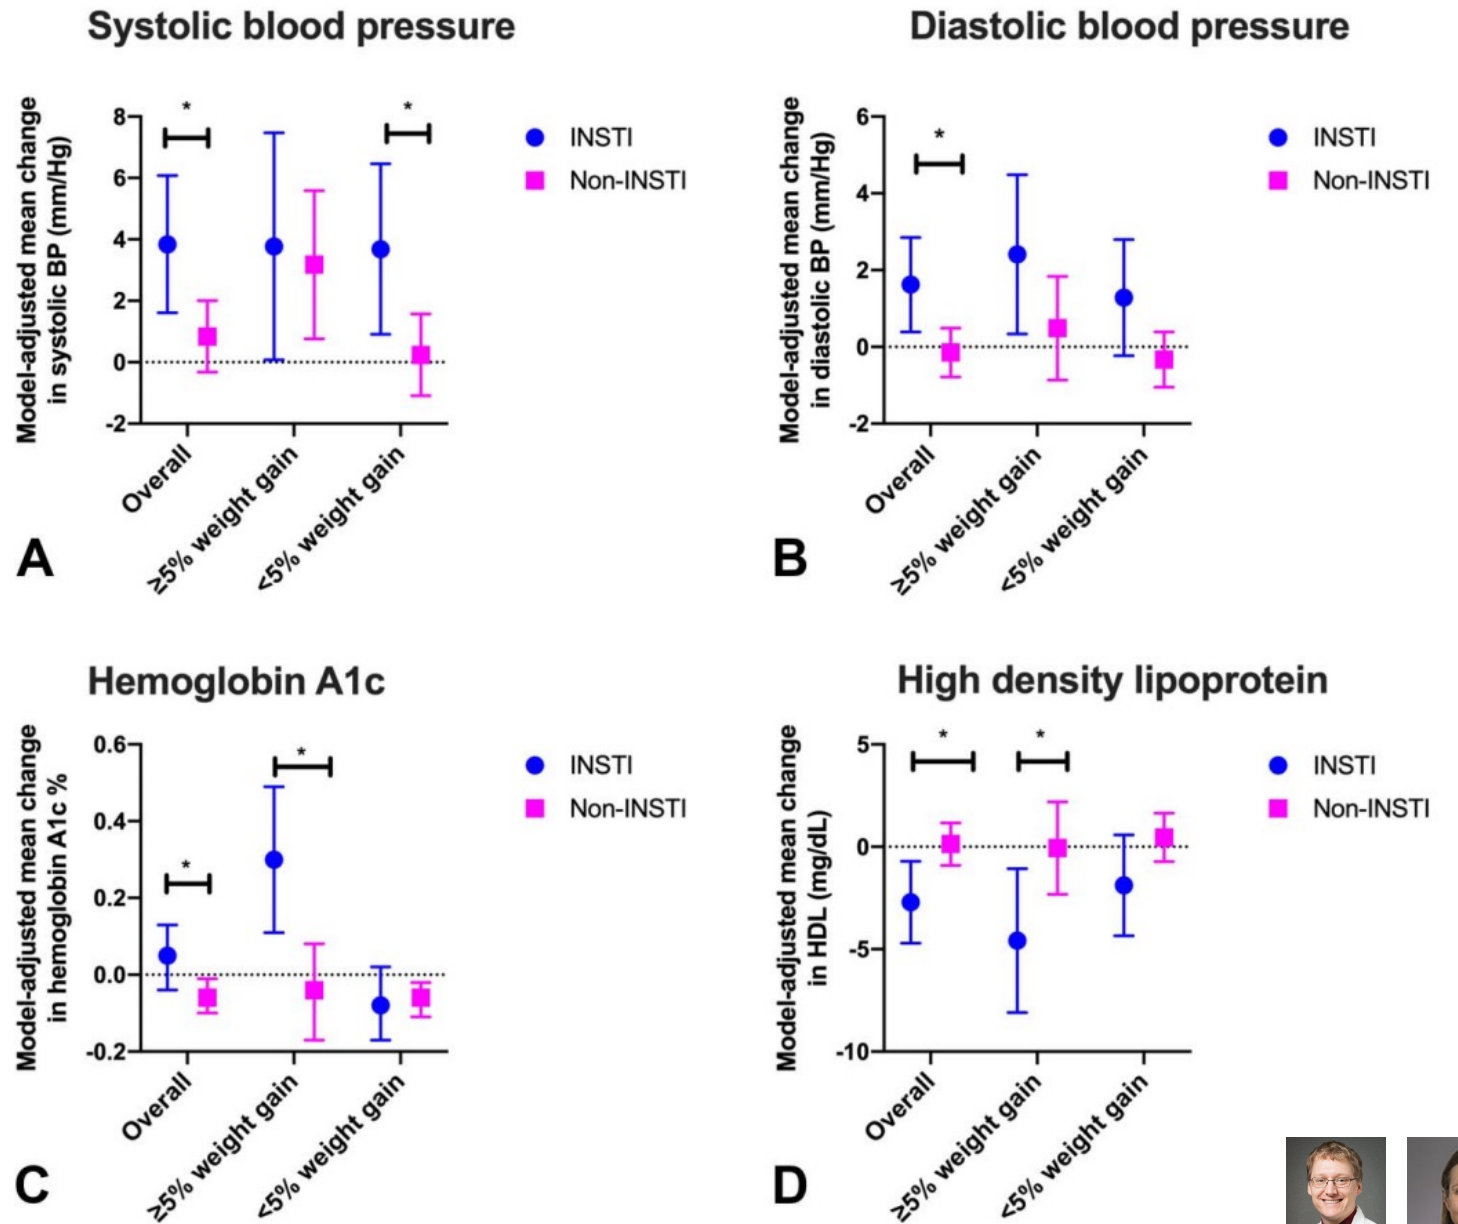 Systolic blood pressure
*
*
8
6
4
2
0
-2
Model-adjusted mean change
in systolic BP (mm/Hg)
INSTI
Non-INSTI
Overall
≥5% weight gain
<5% weight gain
A
Diastolic blood pressure
*
6
4
2
0
-2
Model-adjusted mean change
in diastolic BP (mm/Hg)
INSTI
Non-INSTI
Overall
≥5% weight gain
<5% weight gain
B
Hemoglobin A1c
*
*
0.6
0.4
0.2
0.0
-0.2
Model-adjusted mean change
in hemoglobin A1c %
INSTI
Non-INSTI
Overall
≥5% weight gain
<5% weight gain
C
High density lipoprotein
*
*
5
0
-5
-10
Model-adjusted mean change
in HDL (mg/dL)
INSTI
Non-INSTI
Overall
≥5% weight gain
<5% weight gain
D